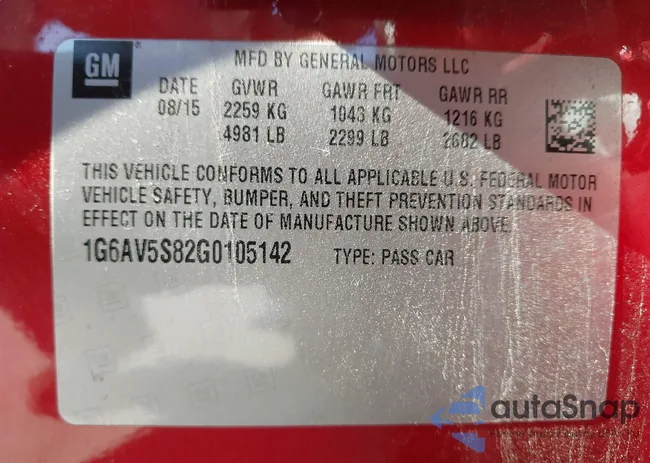 GM
MFD BY GENERAL MOTORS LLC
DATE GVWR GAWR FRT GAWR RR
08/15 2259 KG 1043 KG 1216 KG
4981 LB 2299 LB 2682 LB
THIS VEHICLE CONFORMS TO ALL APPLICABLE U.S. FEDERAL MOTOR
VEHICLE SAFETY, BUMPER, AND THEFT PREVENTION STANDARDS IN
EFFECT ON THE DATE OF MANUFACTURE SHOWN ABOVE.
1G6AV5S82G0105142 TYPE: PASS CAR
autoSnap